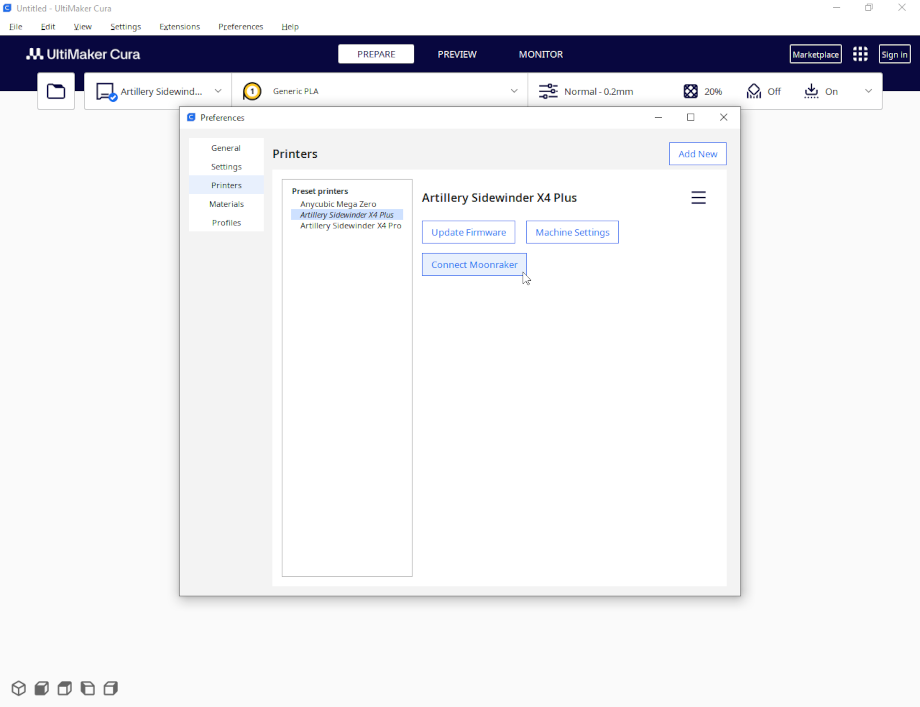 Untitled - UltiMaker Cura
File Edit View Settings Extensions Preferences Help
UltiMaker Cura
PREPARE PREVIEW MONITOR
Marketplace
Sign In
Artillery Sidewind...
1
Generic PLA
Normal - 0.2mm
20%
Off
On
Preferences
General
Settings
Printers
Materials
Profiles
Printers
Add New
Preset printers
Anycubic Mega Zero
Artillery Sidewinder X4 Plus
Artillery Sidewinder X4 Pro
Artillery Sidewinder X4 Plus
Update Firmware
Machine Settings
Connect Moonraker